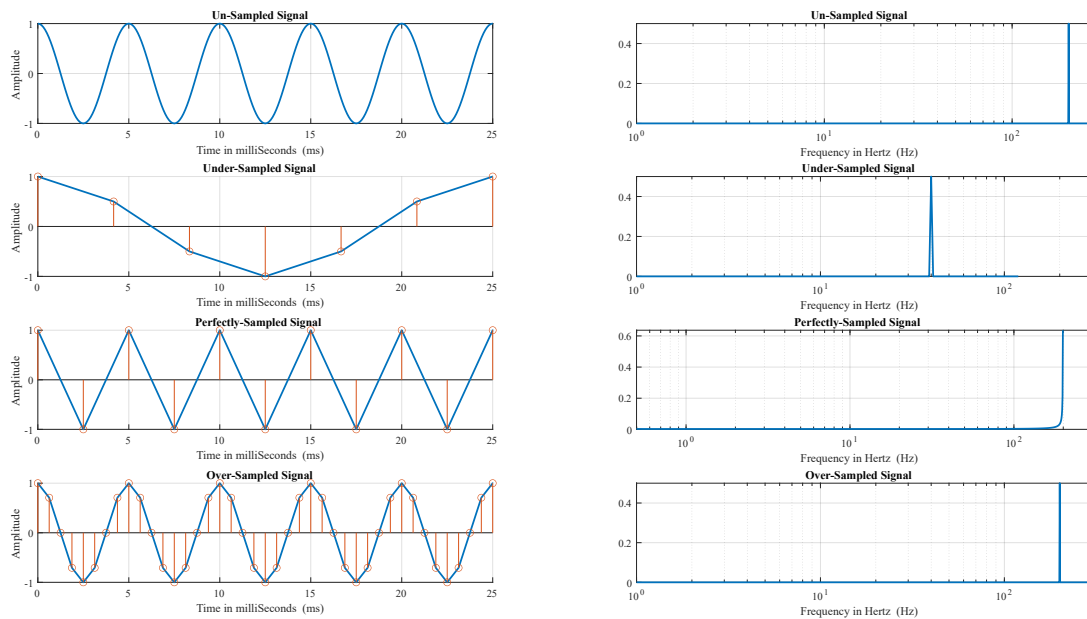 Un-Sampled Signal
1
0
-1
Amplitude
0 5 10 15 20 25
Time in milliSeconds (ms)
Un-Sampled Signal
0.4
0.2
0
10^0 10^1 10^2
Frequency in Hertz (Hz)
Under-Sampled Signal
1
0
-1
Amplitude
0 5 10 15 20 25
Time in milliSeconds (ms)
Under-Sampled Signal
0.4
0.2
0
10^0 10^1 10^2
Frequency in Hertz (Hz)
Perfectly-Sampled Signal
1
0
-1
Amplitude
0 5 10 15 20 25
Time in milliSeconds (ms)
Perfectly-Sampled Signal
0.6
0.4
0.2
0
10^0 10^1 10^2
Frequency in Hertz (Hz)
Over-Sampled Signal
1
0
-1
Amplitude
0 5 10 15 20 25
Time in milliSeconds (ms)
Over-Sampled Signal
0.4
0.2
0
10^0 10^1 10^2
Frequency in Hertz (Hz)